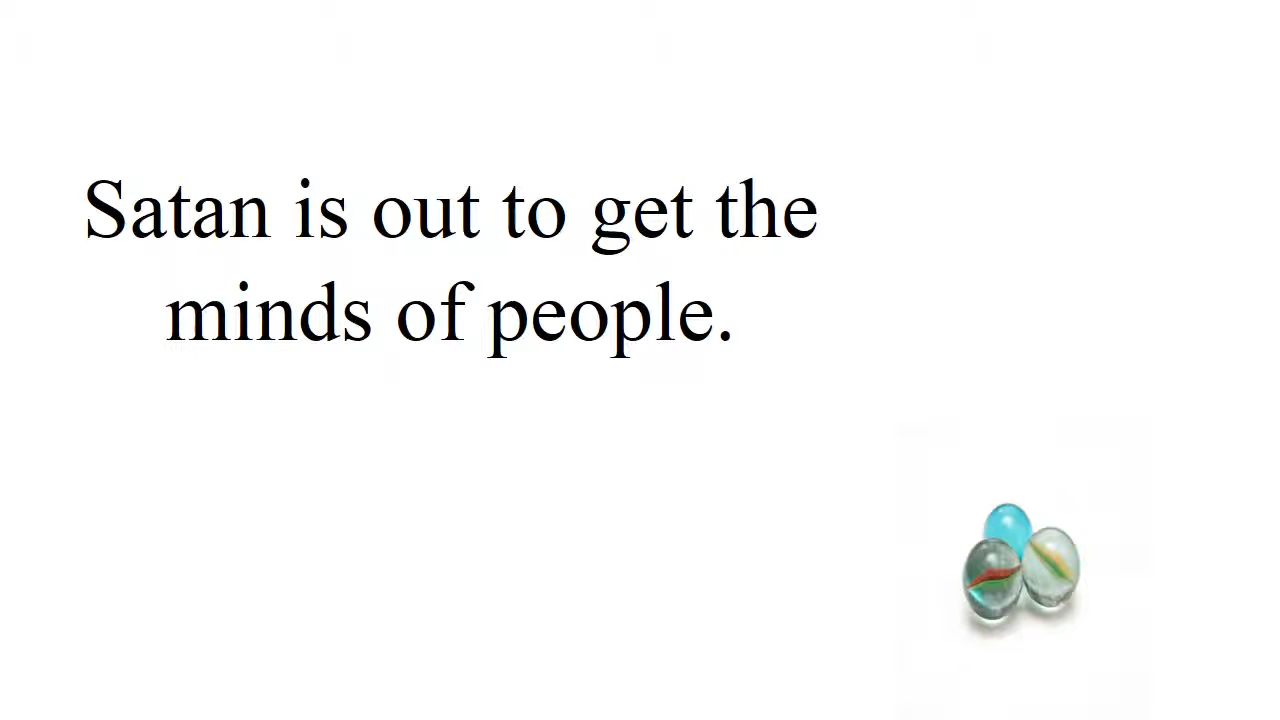 Satan is out to get the
minds of people.